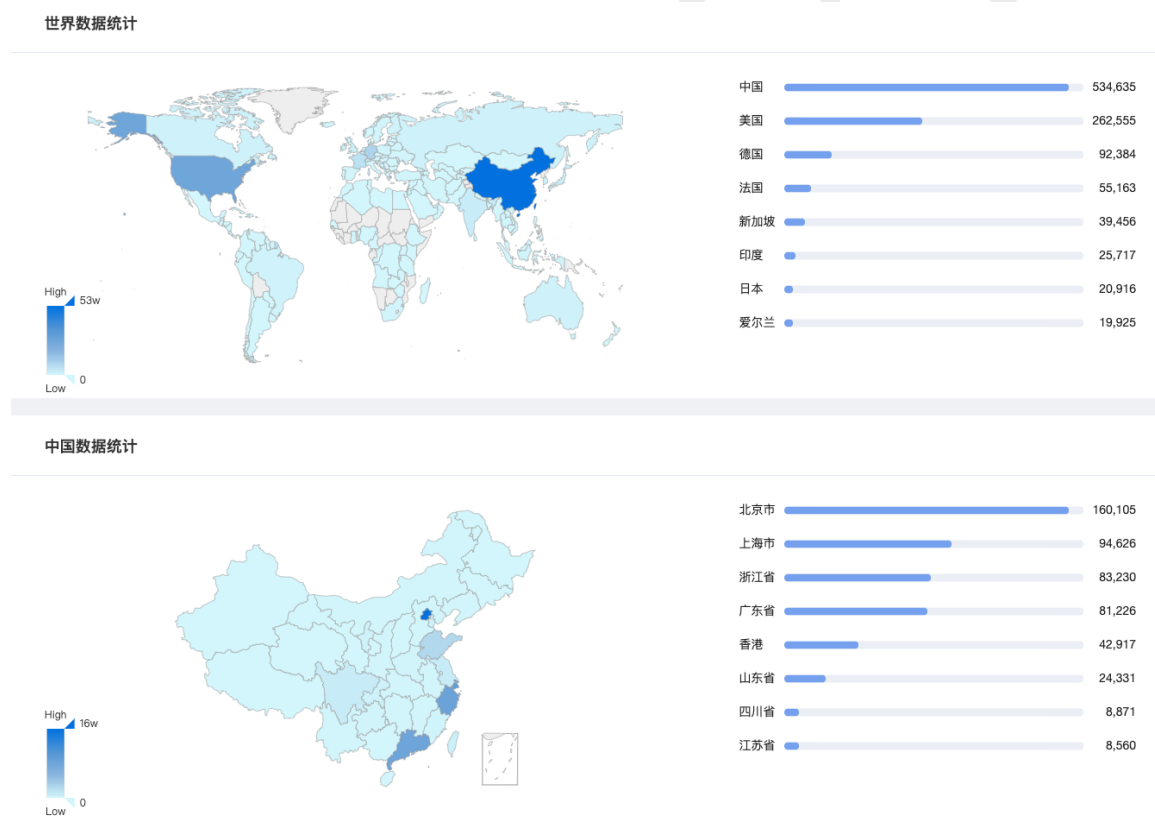 世界数据统计
中国 534,635
美国 262,555
德国 92,384
法国 55,163
新加坡 39,456
印度 25,717
日本 20,916
爱尔兰 19,925
High
53w
0
Low
中国数据统计
北京市 160,105
上海市 94,626
浙江省 83,230
广东省 81,226
香港 42,917
山东省 24,331
四川省 8,871
江苏省 8,560
High
16w
0
Low